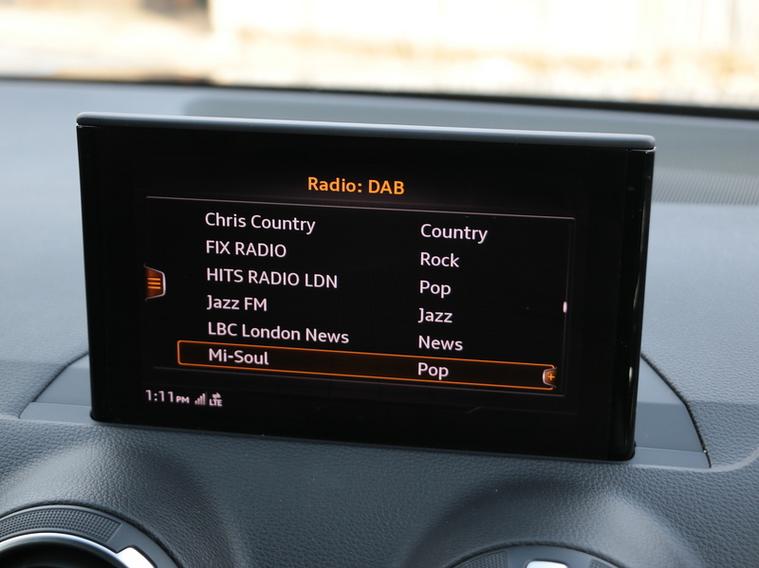 Radio: DAB
Chris Country Country
FIX RADIO Rock
HITS RADIO LDN Pop
Jazz FM Jazz
LBC London News News
Mi-Soul Pop
1:11PM LTE